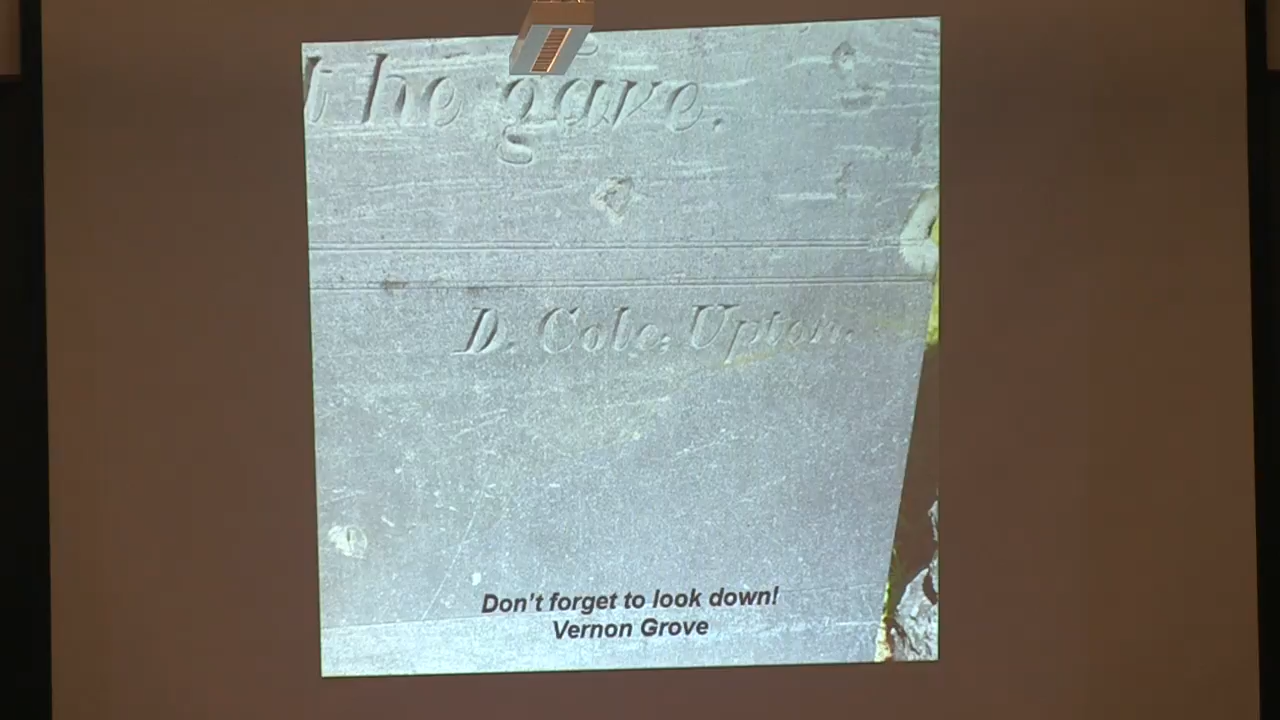 t he gave.
D. Cole. Upton.
Don't forget to look down!
Vernon Grove